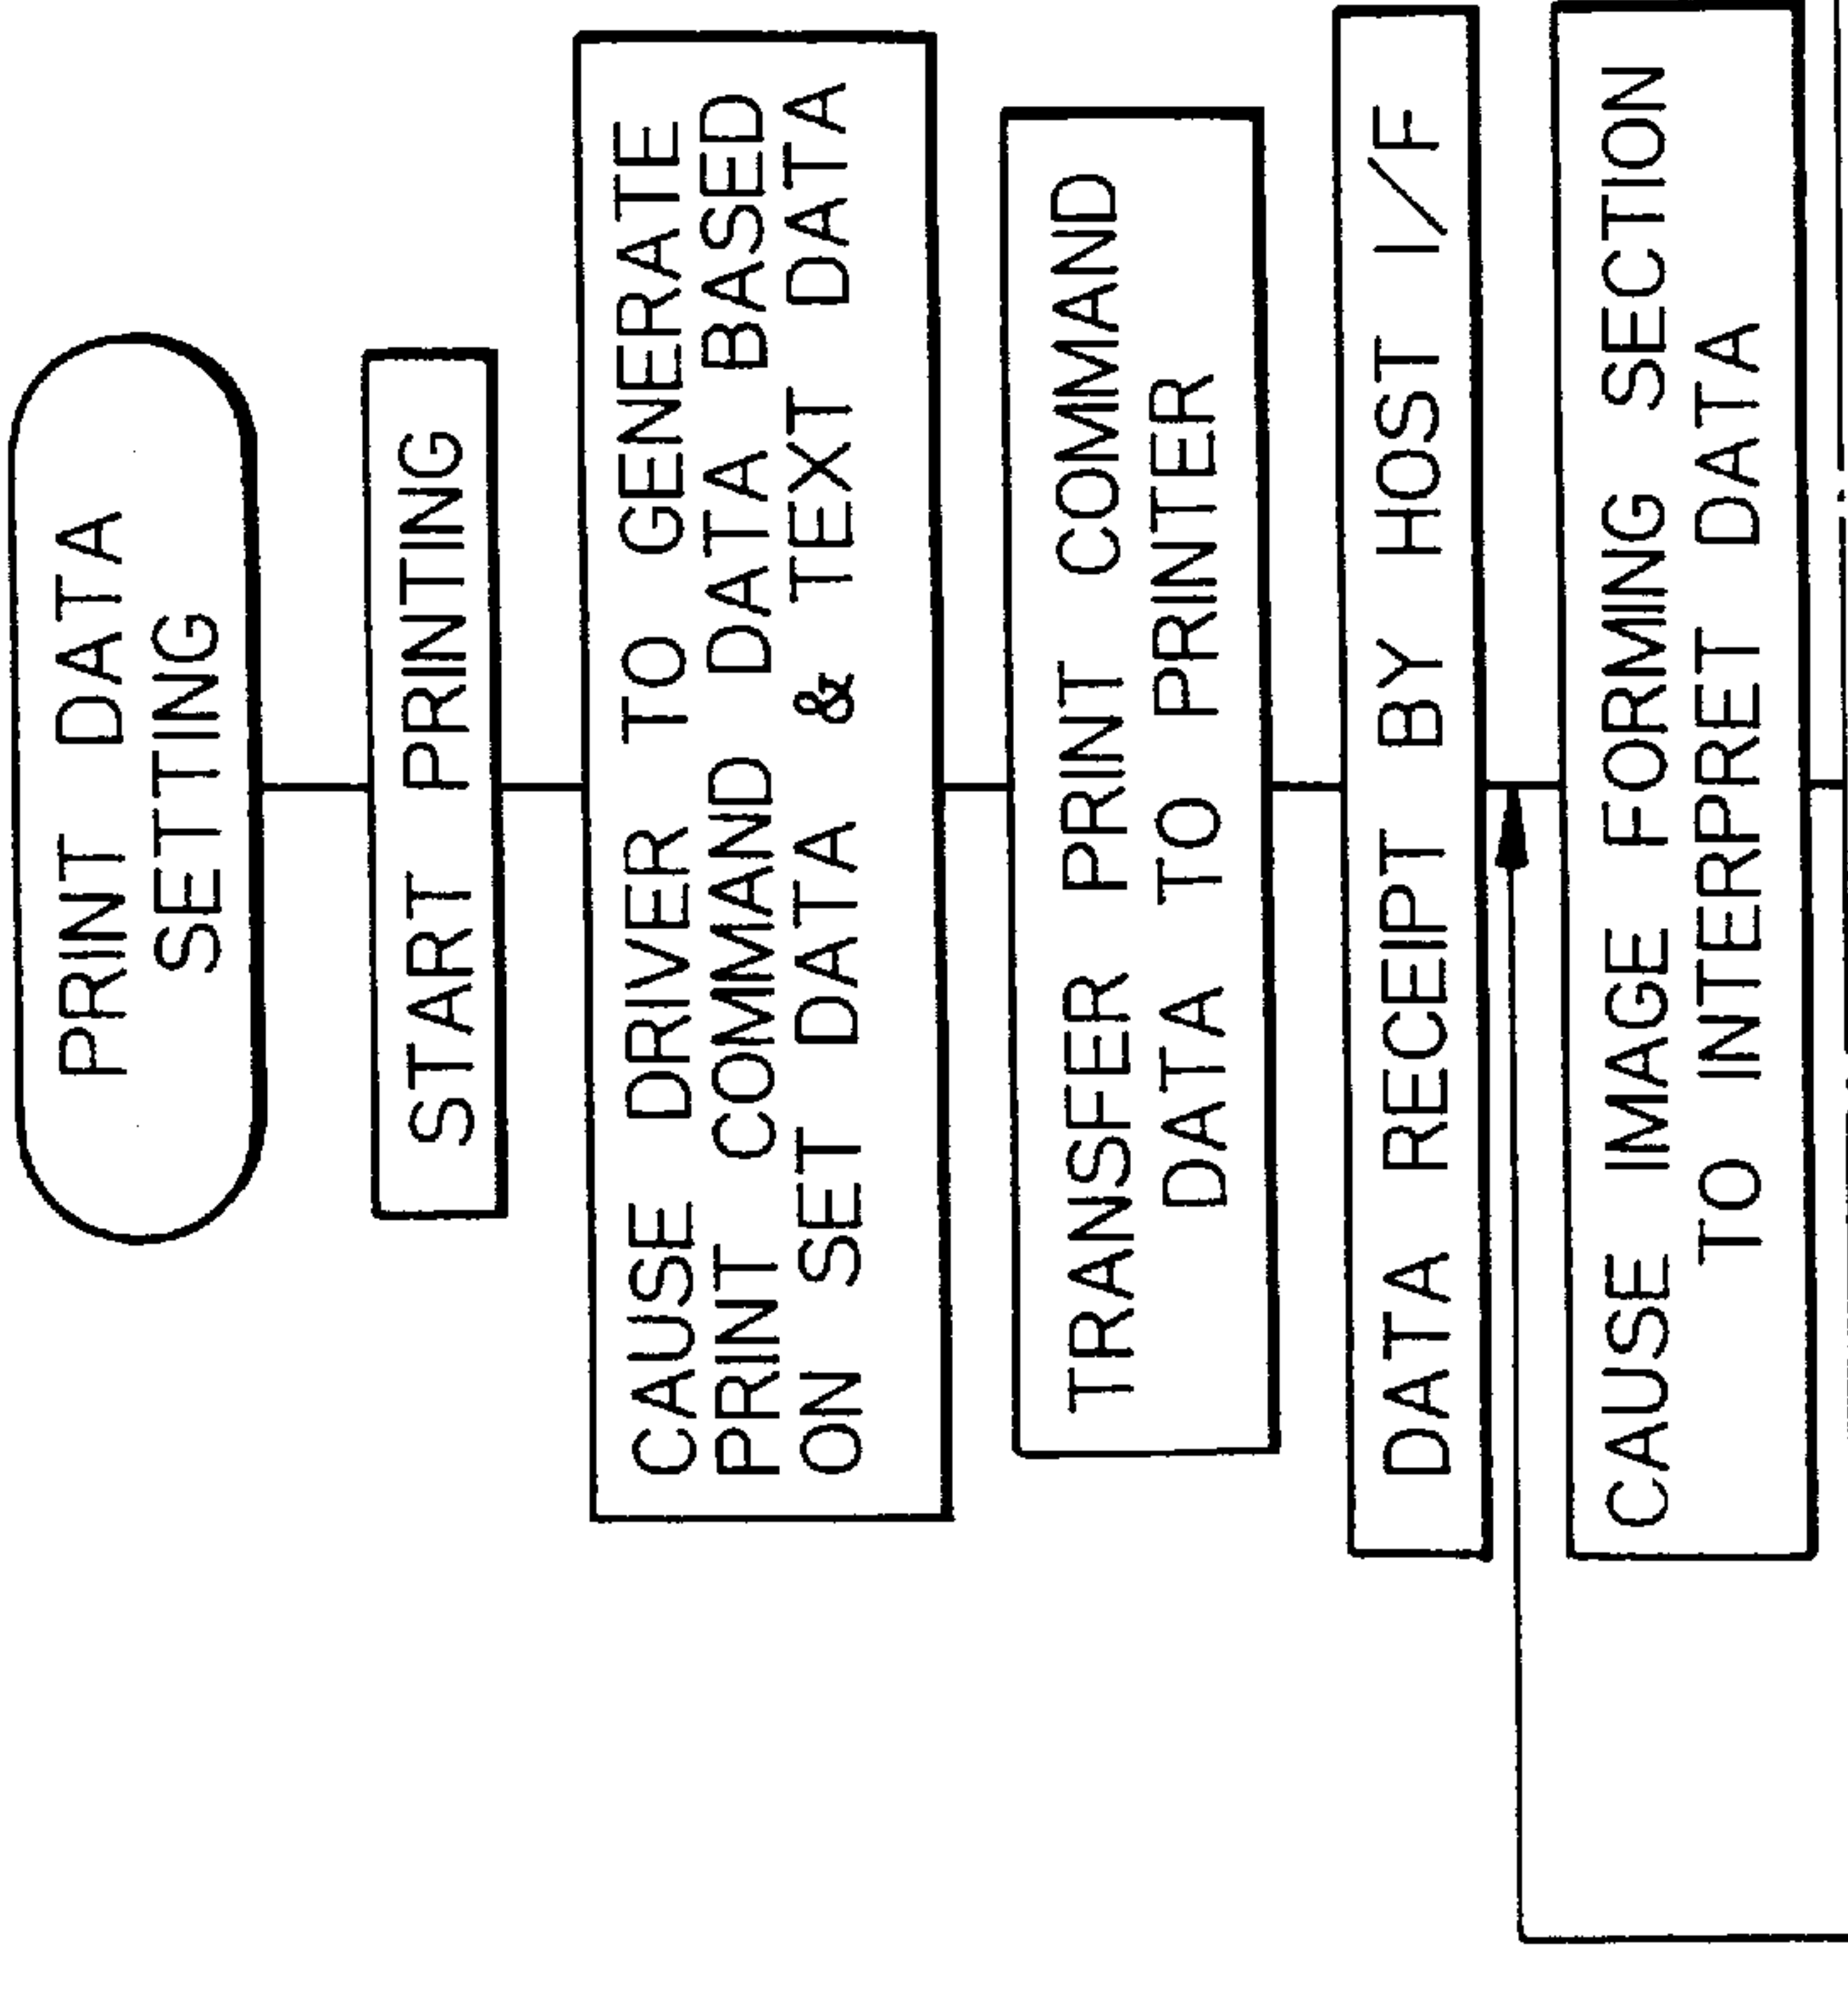 PRINT DATA
SETTING
START PRINTING
CAUSE DRIVER TO GENERATE
PRINT COMMAND DATA BASED
ON SET DATA & TEXT DATA
TRANSFER PRINT COMMAND
DATA TO PRINTER
DATA RECEIPT BY HOST I/F
CAUSE IMAGE FORMING SECTION
TO INTERPRET DATA